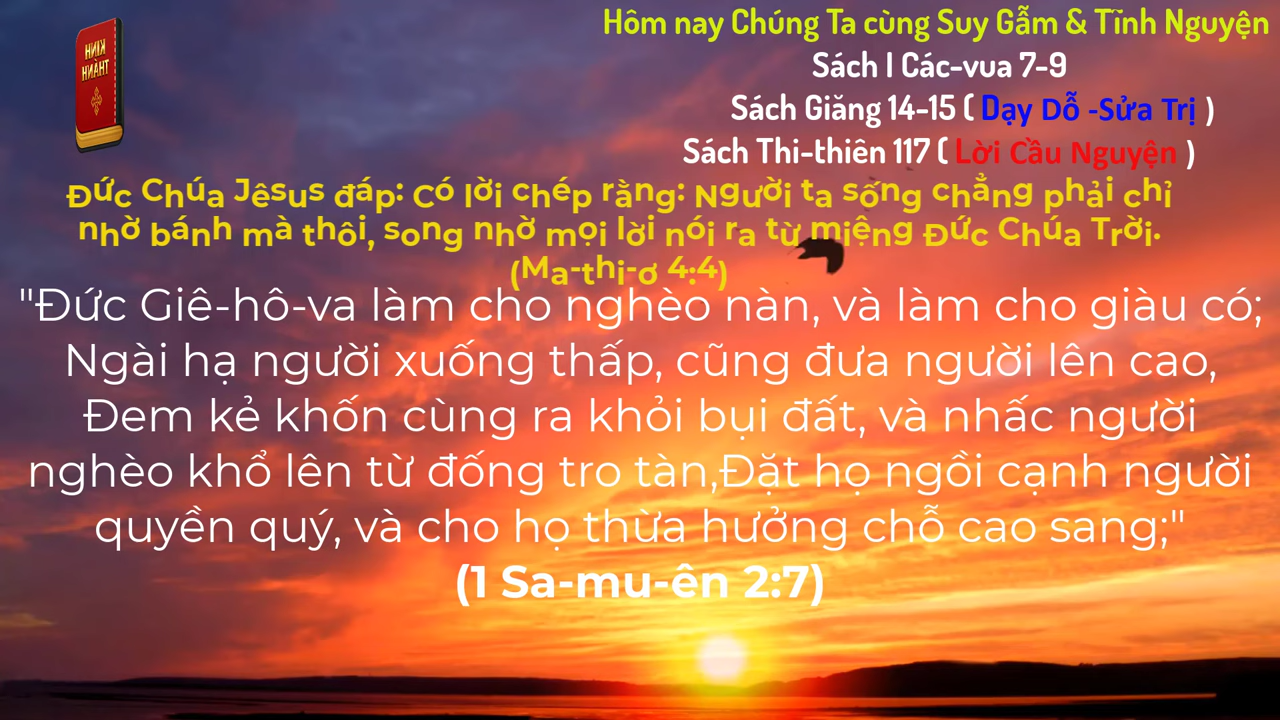 KINH
THÁNH
Hôm nay Chúng Ta cùng Suy Gẫm & Tĩnh Nguyện
Sách I Các-vua 7-9
Sách Giăng 14-15 ( Dạy Dỗ -Sửa Trị )
Sách Thi-thiên 117 ( Lời Cầu Nguyện )
Đức Chúa Jêsus đáp: Có lời chép rằng: Người ta sống chẳng phải chỉ
nhờ bánh mà thôi, song nhờ mọi lời nói ra từ miệng Đức Chúa Trời.
(Ma-thi-ơ 4:4)
"Đức Giê-hô-va làm cho nghèo nàn, và làm cho giàu có;
Ngài hạ người xuống thấp, cũng đưa người lên cao,
Đem kẻ khốn cùng ra khỏi bụi đất, và nhấc người
nghèo khổ lên từ đống tro tàn,Đặt họ ngồi cạnh người
quyền quý, và cho họ thừa hưởng chỗ cao sang;"
(1 Sa-mu-ên 2:7)